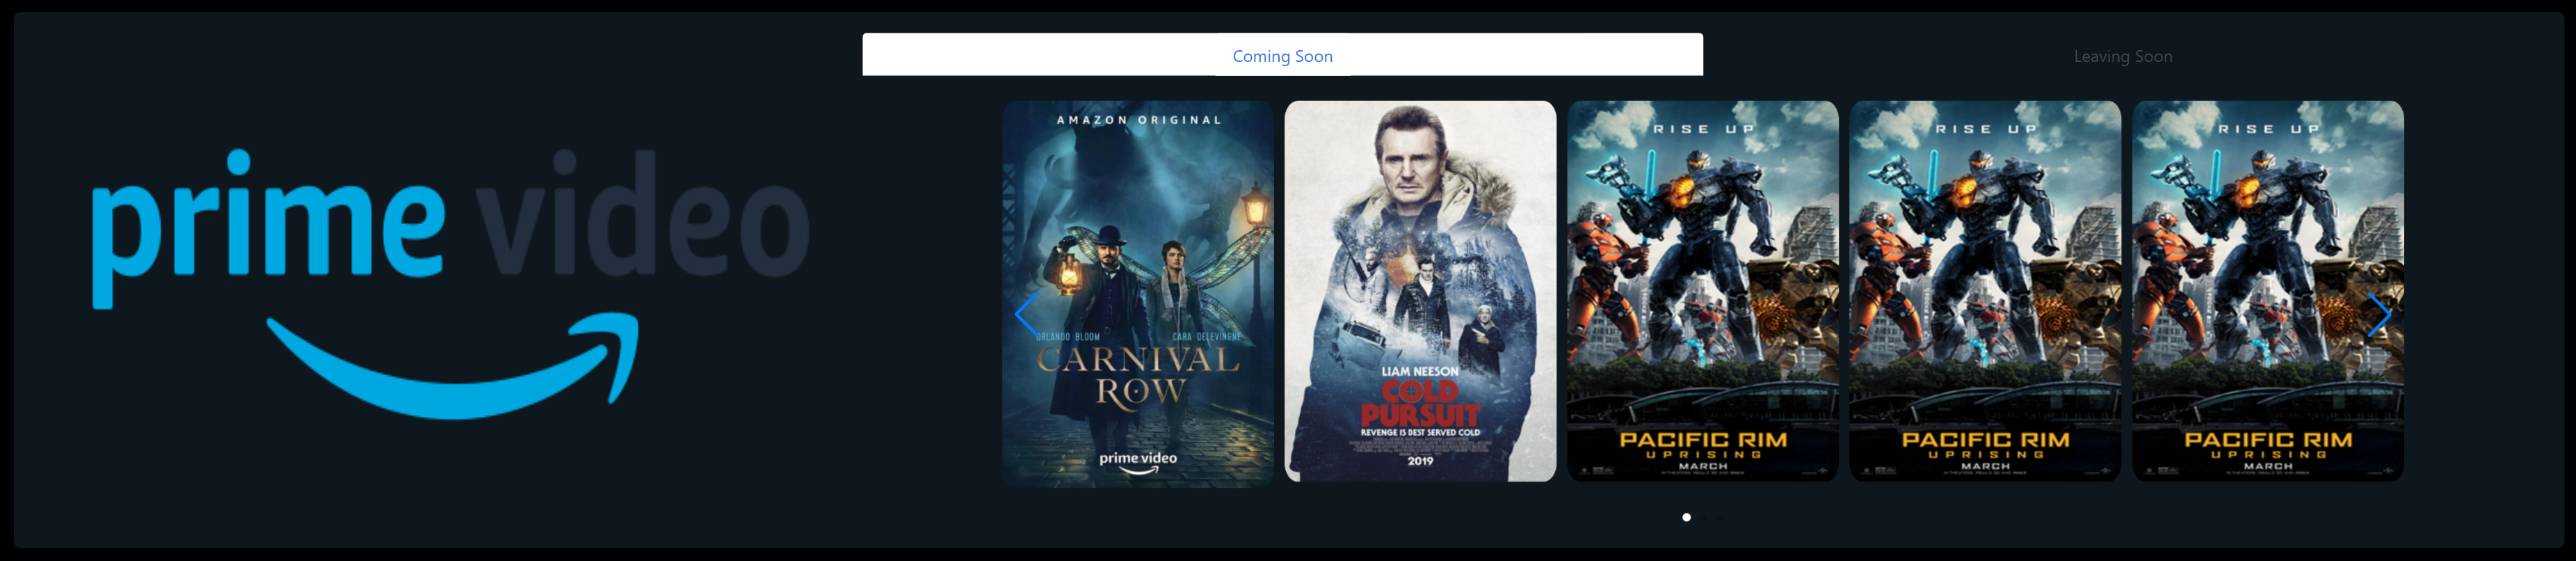 Coming Soon
Leaving Soon
prime video
AMAZON ORIGINAL
ORLANDO BLOOM
CARA DELEVINGNE
CARNIVAL
ROW
prime video
LIAM NEESON
COLD
PURSUIT
REVENGE IS BEST SERVED COLD
2019
RISE UP
PACIFIC RIM
UPRISING
MARCH
RISE UP
PACIFIC RIM
UPRISING
MARCH
RISE UP
PACIFIC RIM
UPRISING
MARCH